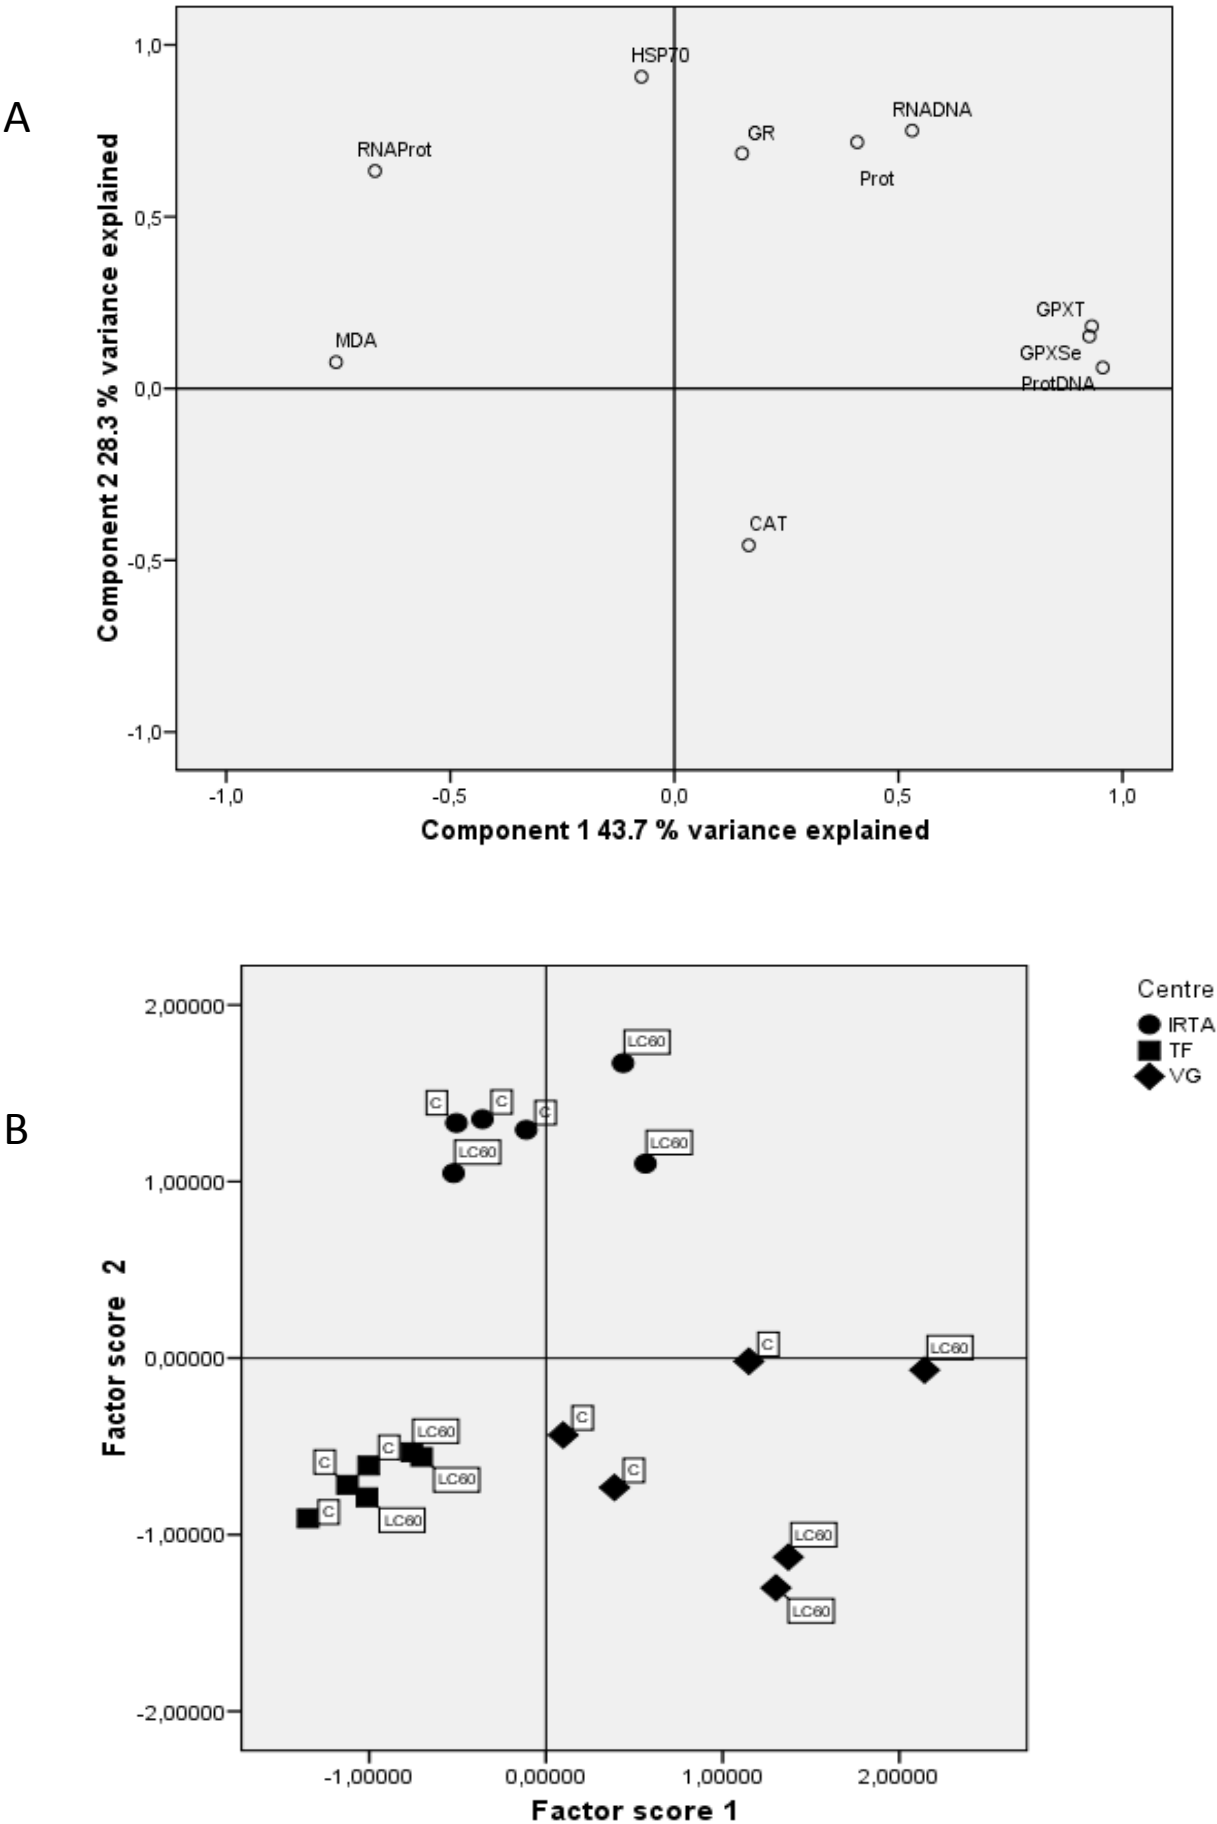 A
1,0
0,5
0,0
-0,5
-1,0
Component 2 28.3 % variance explained
HSP70
RNADNA
GR
RNAProt
Prot
GPXT
MDA
GPXSe
ProtDNA
CAT
-1,0 -0,5 0,0 0,5 1,0
Component 1 43.7 % variance explained
B
2,00000
1,00000
0,00000
-1,00000
-2,00000
Factor score 2
Centre
IRTA
TF
VG
LC60
C C C
LC60
LC60
C
LC60
C
LC60
C
C
C
LC60
C
LC60
LC60
LC60
-1,00000 0,00000 1,00000 2,00000
Factor score 1